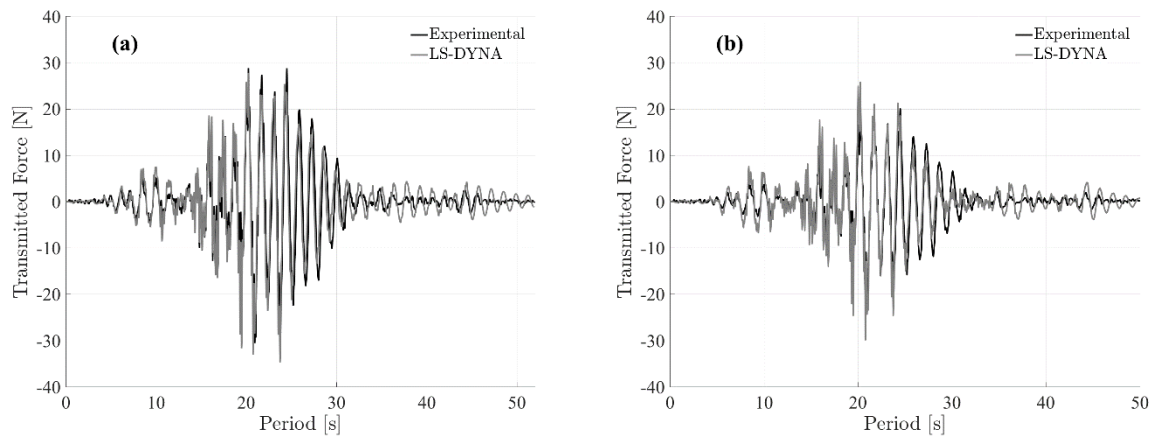 (a)
Experimental
LS-DYNA
Transmitted Force [N]
40
30
20
10
0
-10
-20
-30
-40
0 10 20 30 40 50
Period [s]
(b)
Experimental
LS-DYNA
Transmitted Force [N]
40
30
20
10
0
-10
-20
-30
-40
0 10 20 30 40 50
Period [s]